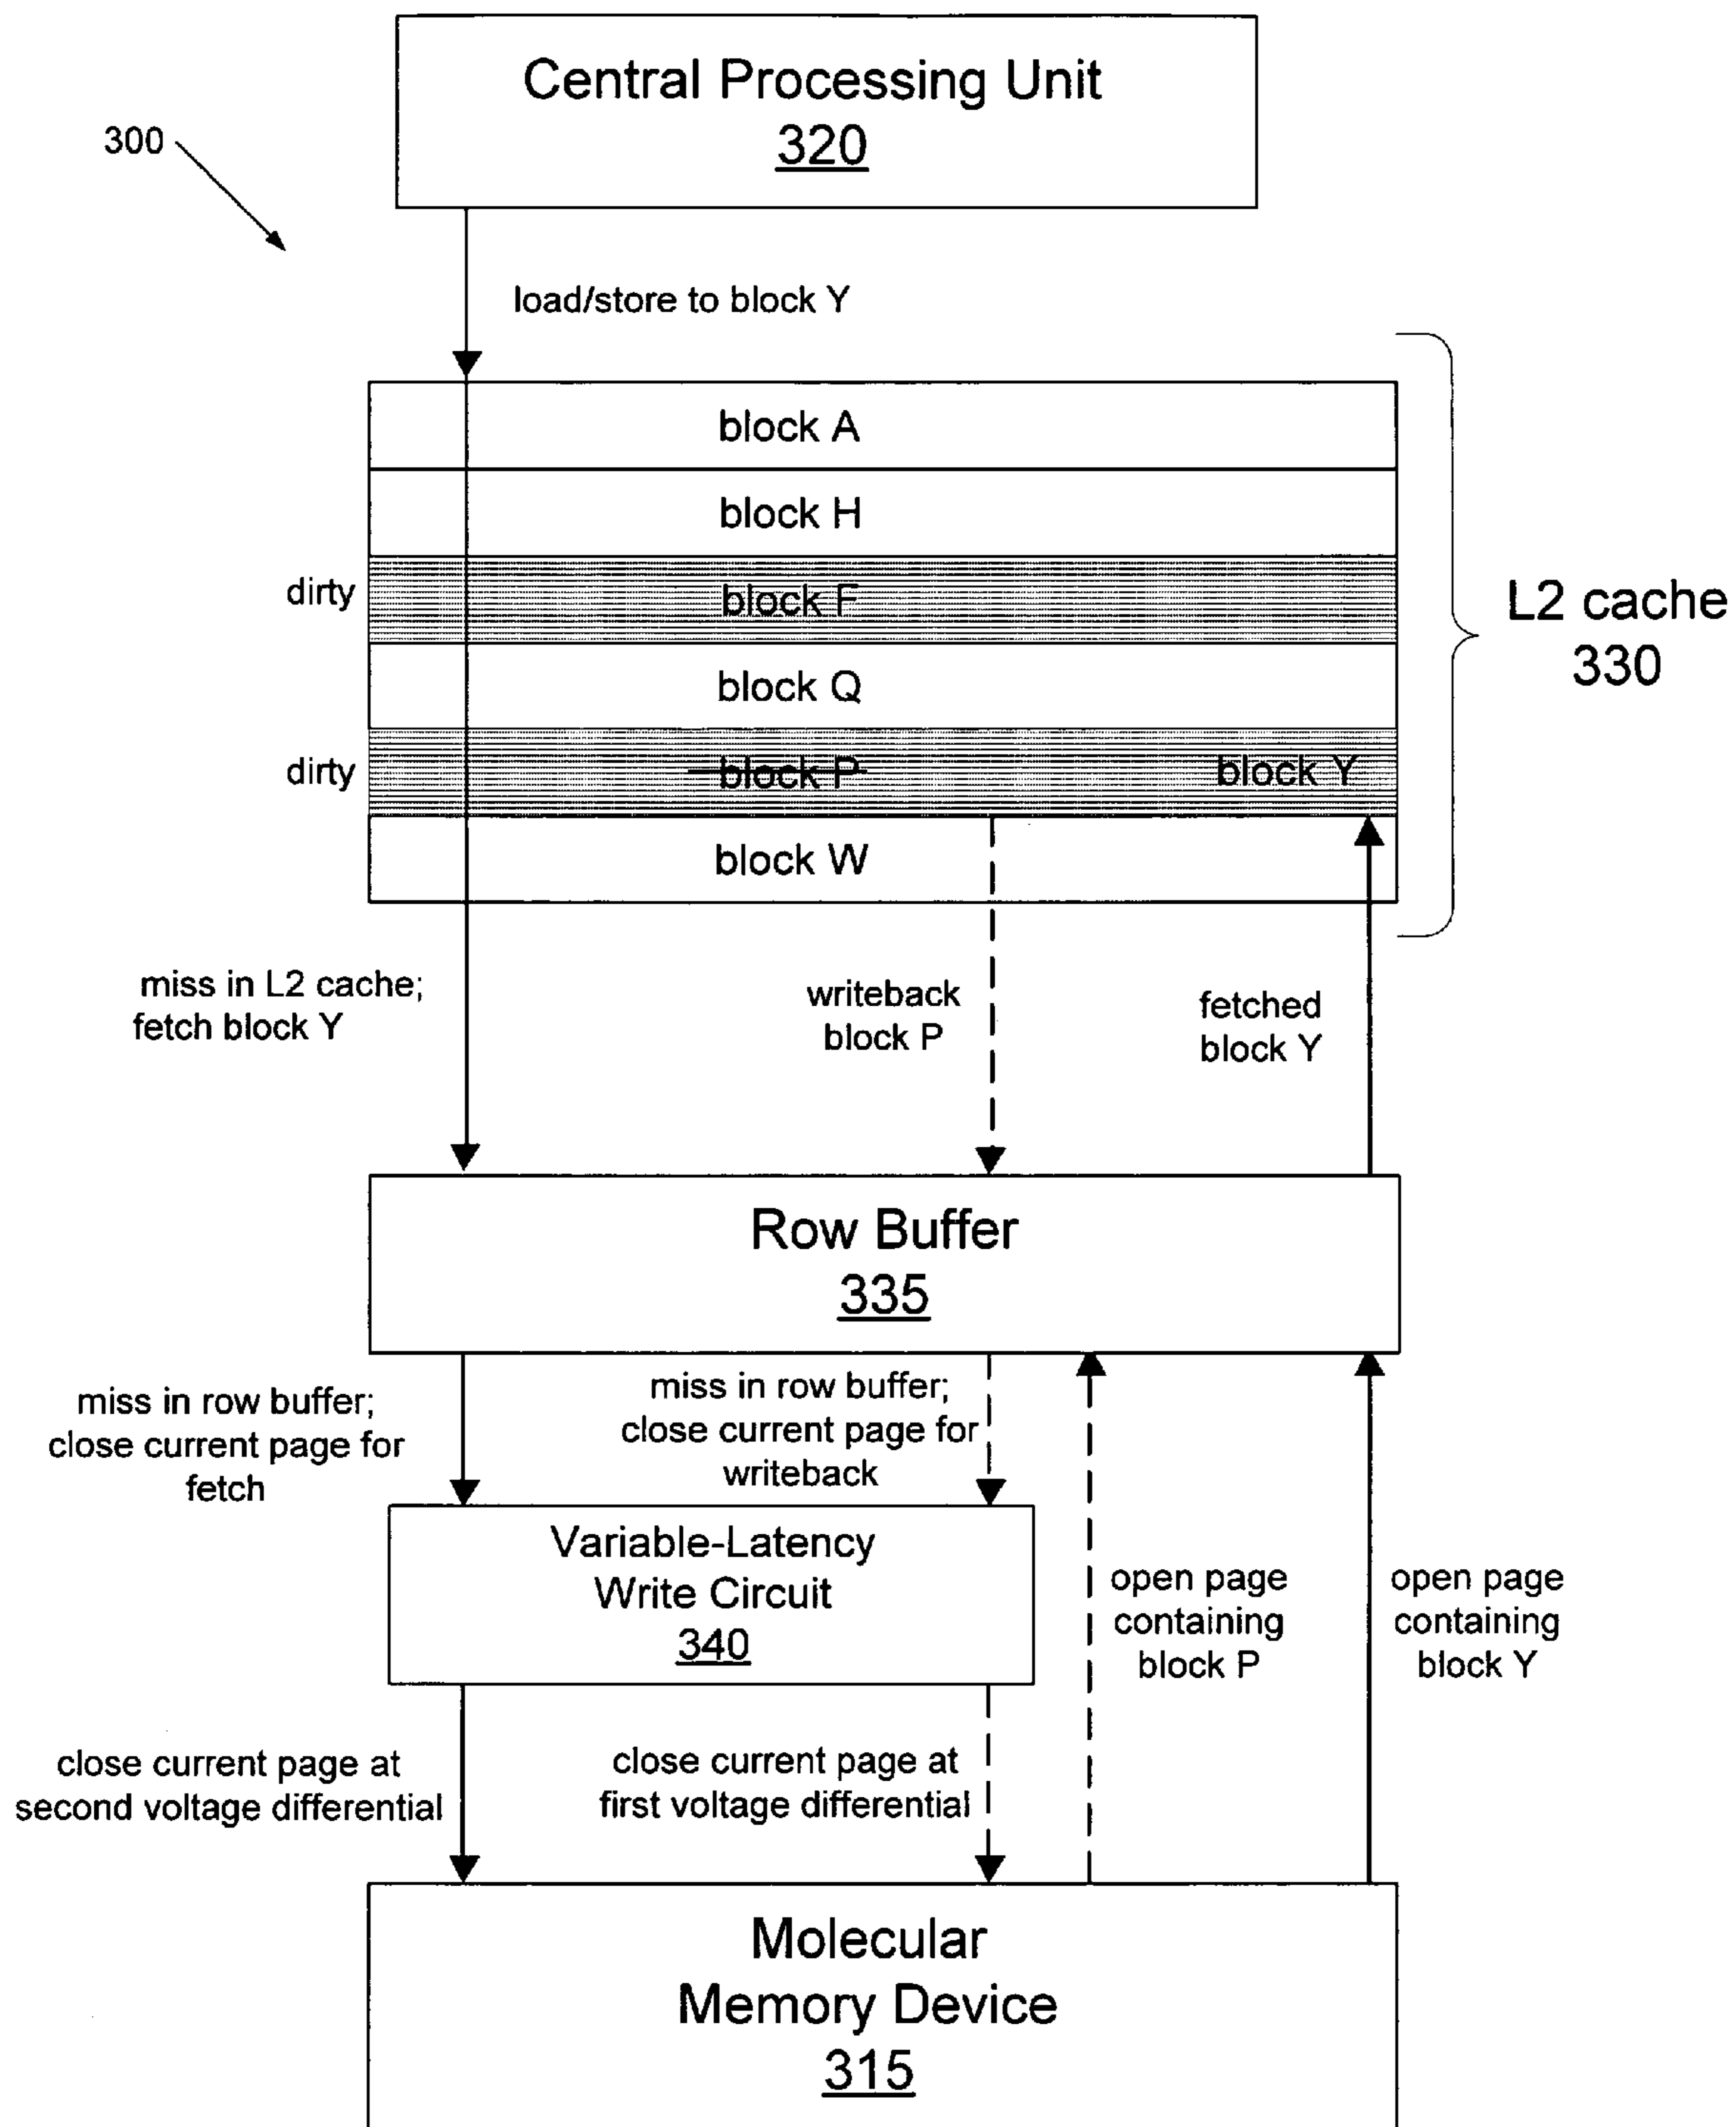 Central Processing Unit
320
300
load/store to block Y
block A
block H
dirty
block F
L2 cache
330
block Q
dirty
block P
block Y
block W
miss in L2 cache;
fetch block Y
writeback
block P
fetched
block Y
Row Buffer
335
miss in row buffer;
close current page for
fetch
miss in row buffer;
close current page for
writeback
Variable-Latency
Write Circuit
340
open page
containing
block P
open page
containing
block Y
close current page at
second voltage differential
close current page at
first voltage differential
Molecular
Memory Device
315